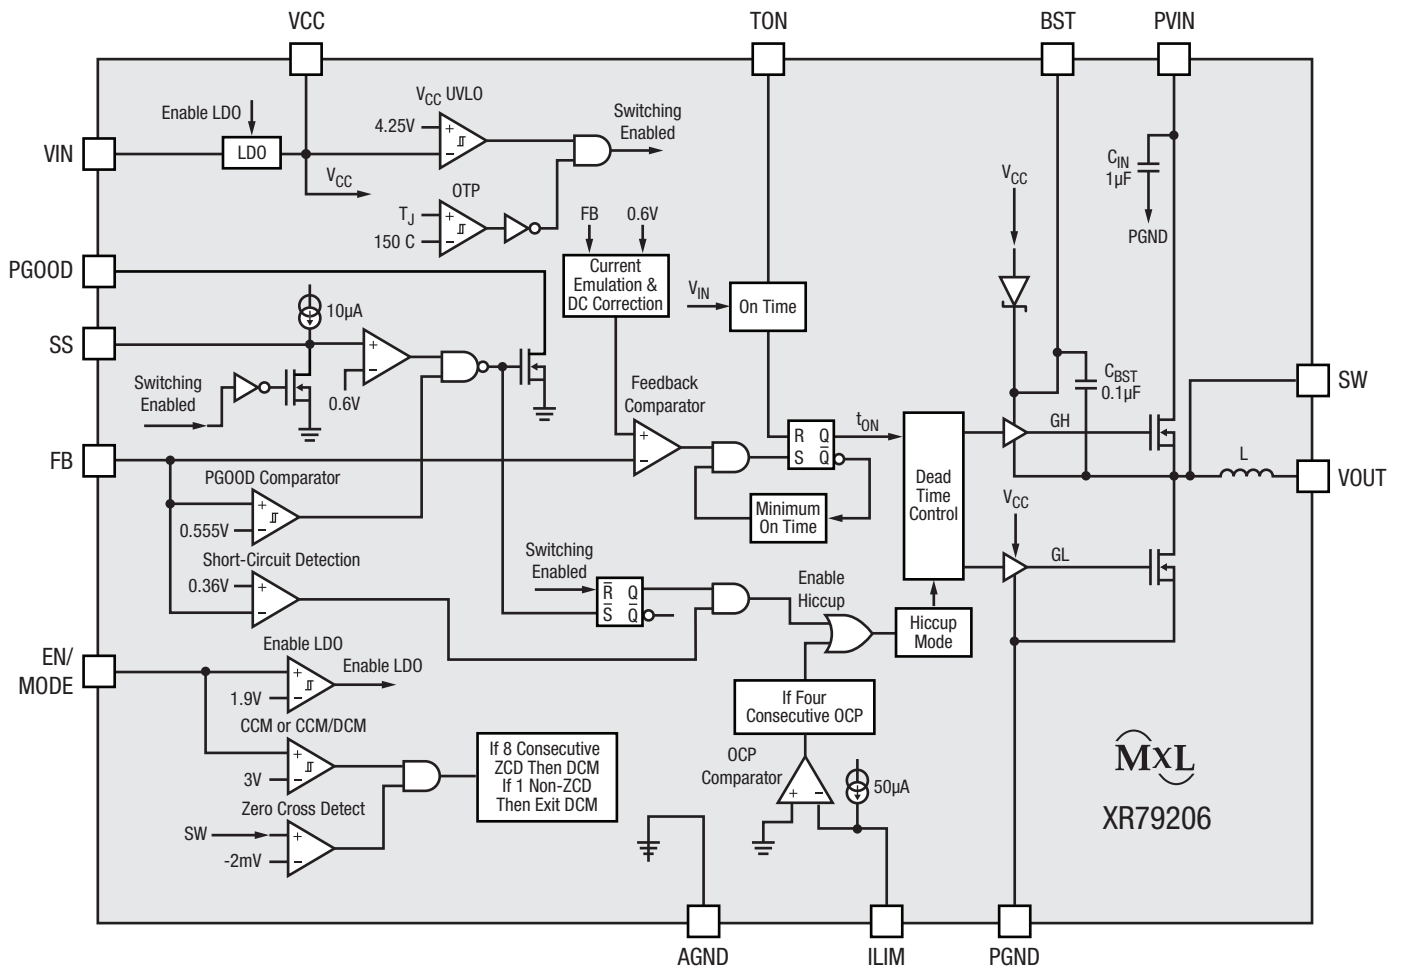 VCC
TON
BST
PVIN
VIN
Enable LDO
LDO
VCC
VCC UVLO
4.25V
+
−
Switching
Enabled
OTP
TJ
150 C
+
−
PGOOD
SS
10µA
Switching
Enabled
+
−
0.6V
FB
0.6V
Current
Emulation &
DC Correction
VIN
On Time
VCC
CIN
1µF
PGND
CBST
0.1µF
SW
Feedback
Comparator
+
−
R Q
S Q
tON
GH
Dead
Time
Control
L
VOUT
FB
PGOOD Comparator
+
0.555V
−
Minimum
On Time
VCC
GL
Short-Circuit Detection
0.36V
+
−
Switching
Enabled
R Q
S Q
Enable
Hiccup
Hiccup
Mode
EN/
MODE
Enable LDO
+
1.9V
−
Enable LDO
CCM or CCM/DCM
+
3V
−
If 8 Consecutive
ZCD Then DCM
If 1 Non-ZCD
Then Exit DCM
Zero Cross Detect
SW
+
-2mV
−
If Four
Consecutive OCP
OCP
Comparator
+ −
50µA
MxL
XR79206
AGND
ILIM
PGND